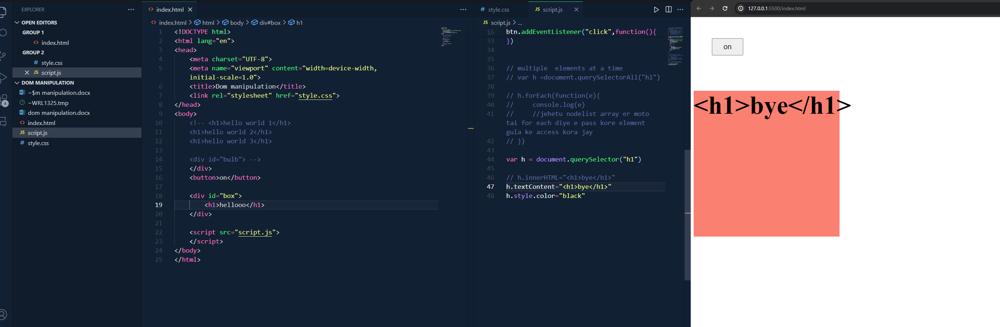 EXPLORER
OPEN EDITORS
GROUP 1
index.html
GROUP 2
style.css
script.js
DOM MANIPULATION
~$m manipulation.docx
~WRL1325.tmp
dom manipulation.docx
index.html
script.js
style.css
4
index.html
index.html > html > body > div#box > h1
1 <!DOCTYPE html>
2 <html lang="en">
3 <head>
4 <meta charset="UTF-8">
5 <meta name="viewport" content="width=device-width,
initial-scale=1.0">
6 <title>Dom manipulation</title>
7 <link rel="stylesheet" href="style.css">
8 </head>
9 <body>
10 <!-- <h1>hello world 1</h1>
11 <h1>hello world 2</h1>
12 <h1>hello world 3</h1>
13
14 <div id="bulb"> -->
15 </div>
16 <button>on</button>
17
18 <div id="box">
19 <h1>hellooo</h1>
20 </div>
21
22 <script src="script.js">
23 </script>
24 </body>
25 </html>
style.css
JS script.js
JS script.js > ...
16 btn.addEventListener("click",function(){
33 })
34
35
36 // multiple  elements at a time
37 // var h =document.querySelectorAll("h1")
38
39 // h.forEach(function(e){
40 //     console.log(e)
41 //     //jehetu nodelist array er moto
tai for each diye e pass kore element
gula ke access kora jay
42 // })
43
44 var h = document.querySelector("h1")
45
46 // h.innerHTML="<h1>bye</h1>"
47 h.textContent="<h1>bye</h1>"
48 h.style.color="black"
127.0.0.1:5500/index.html
on
<h1>bye</h1>